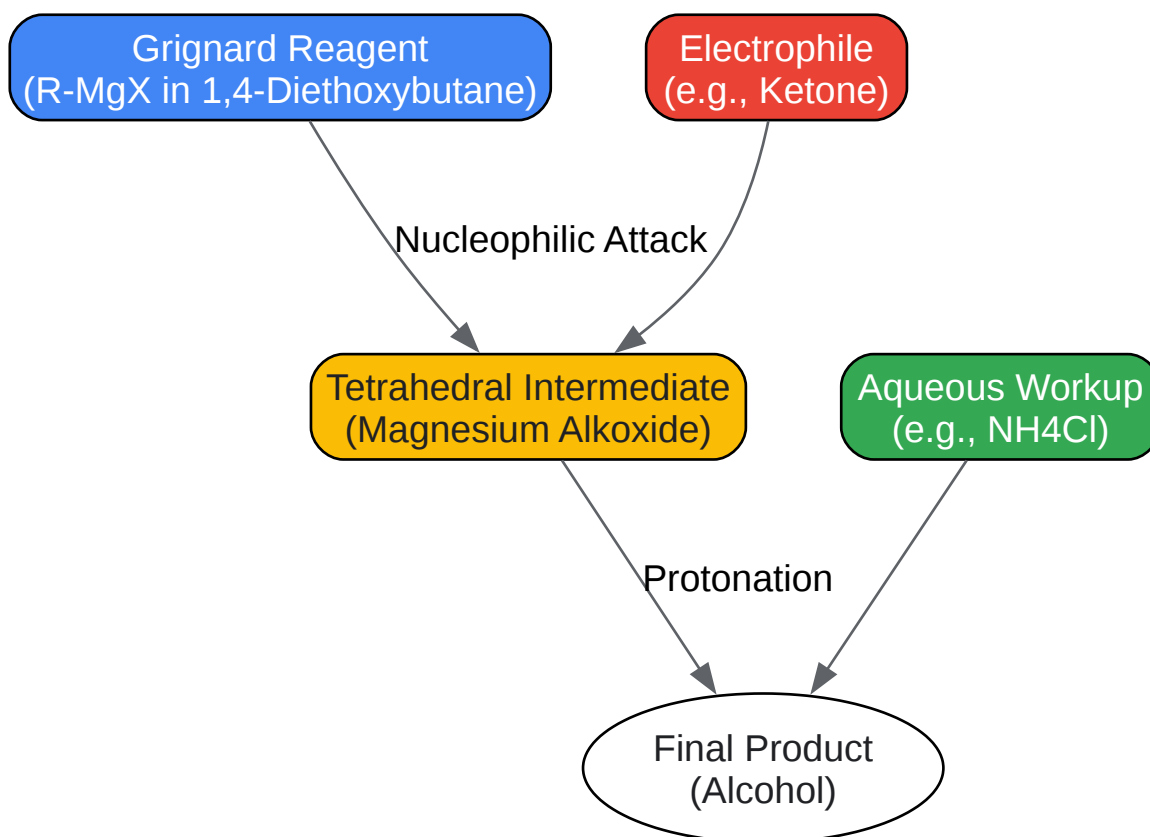 Grignard Reagent
(R-MgX in 1,4-Diethoxybutane)
Electrophile
(e.g., Ketone)
Nucleophilic Attack
Tetrahedral Intermediate
(Magnesium Alkoxide)
Aqueous Workup
(e.g., NH4Cl)
Protonation
Final Product
(Alcohol)